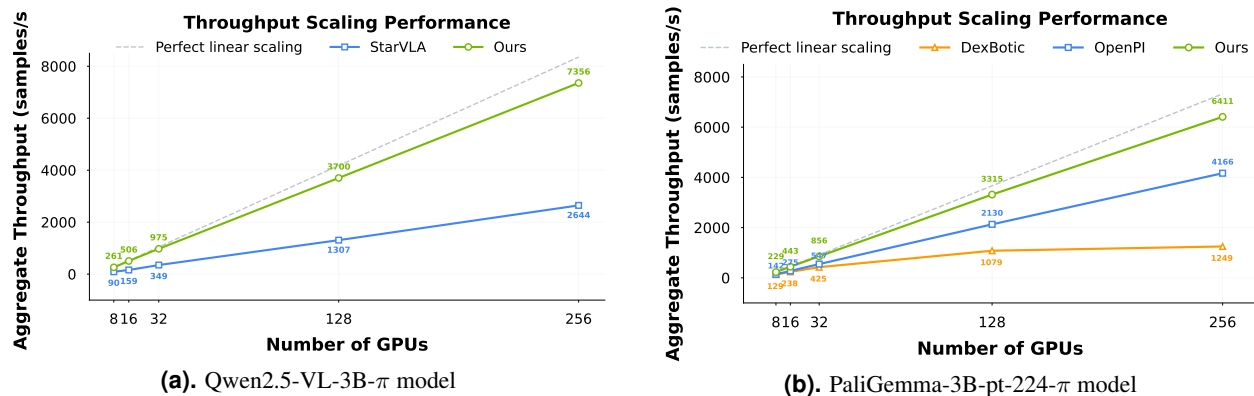 Throughput Scaling Performance
Perfect linear scaling StarVLA Ours
Aggregate Throughput (samples/s
8000
6000
4000
2000
0
261 506 975 3700 7356
90 159 349 1307 2644
8 16 32 128 256
Number of GPUs
(a). Qwen2.5-VL-3B-π model
Throughput Scaling Performance
Perfect linear scaling DexBotic OpenPI Ours
Aggregate Throughput (samples/s)
8000
6000
4000
2000
0
229 443 856 3315 6411
142 275 2130 4166
129 238 425 1079 1249
8 16 32 128 256
Number of GPUs
(b). PaliGemma-3B-pt-224-π model